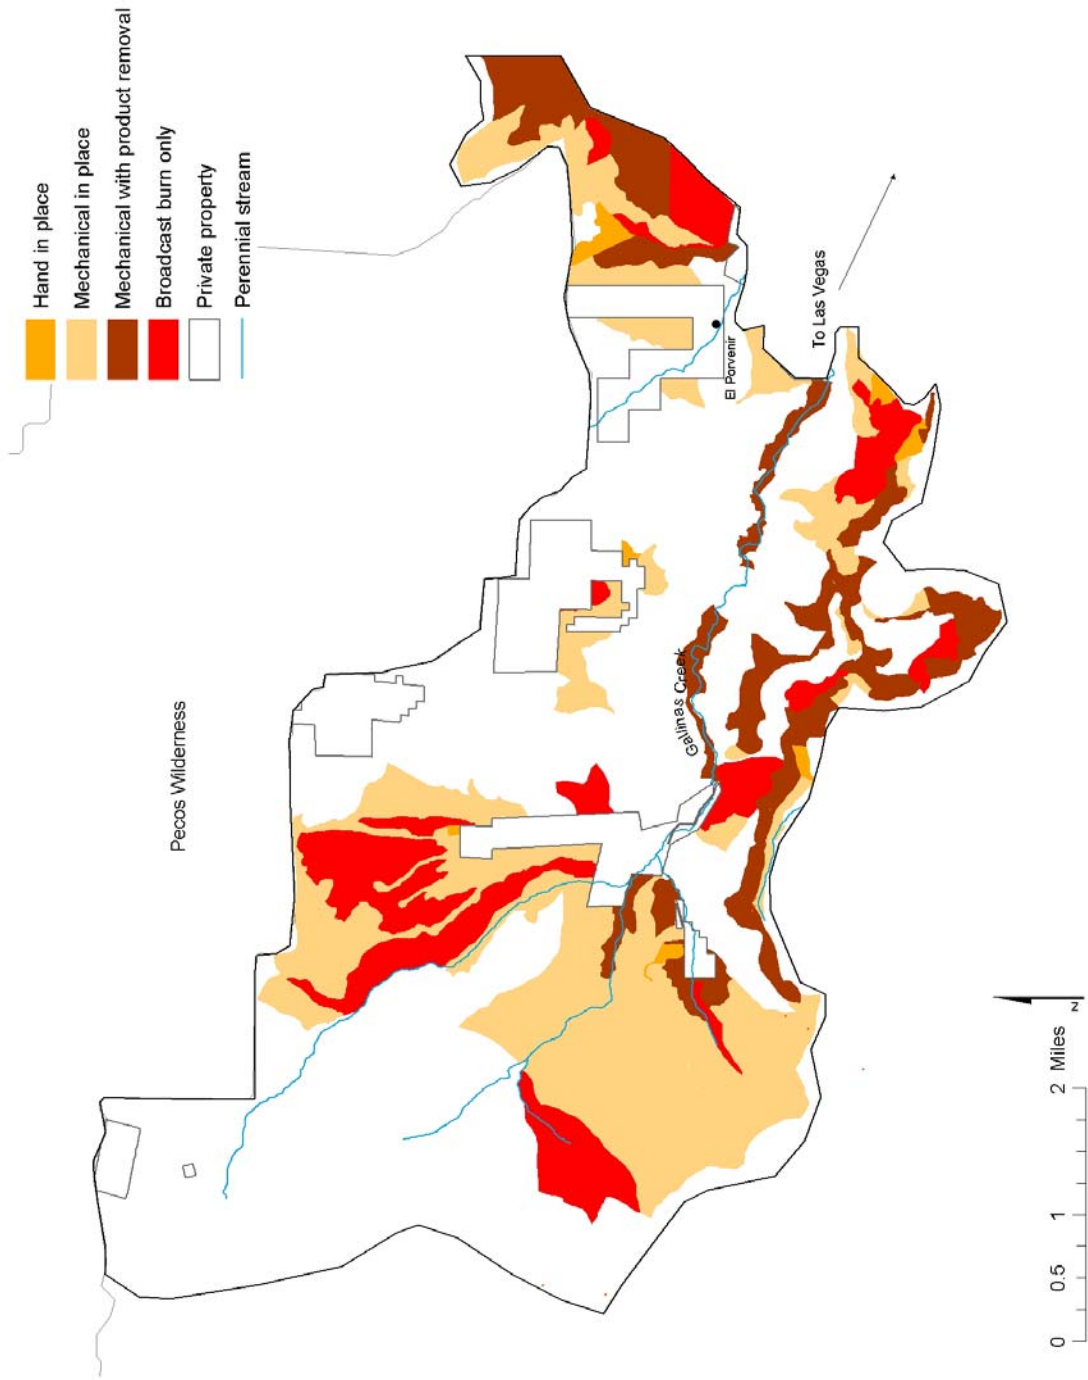 Hand in place
Mechanical in place
Mechanical with product removal
Broadcast burn only
Private property
Perennial stream
Pecos Wilderness
El Porvenir
To Las Vegas
Gallinas Creek
0 0.5 1 2 Miles
N